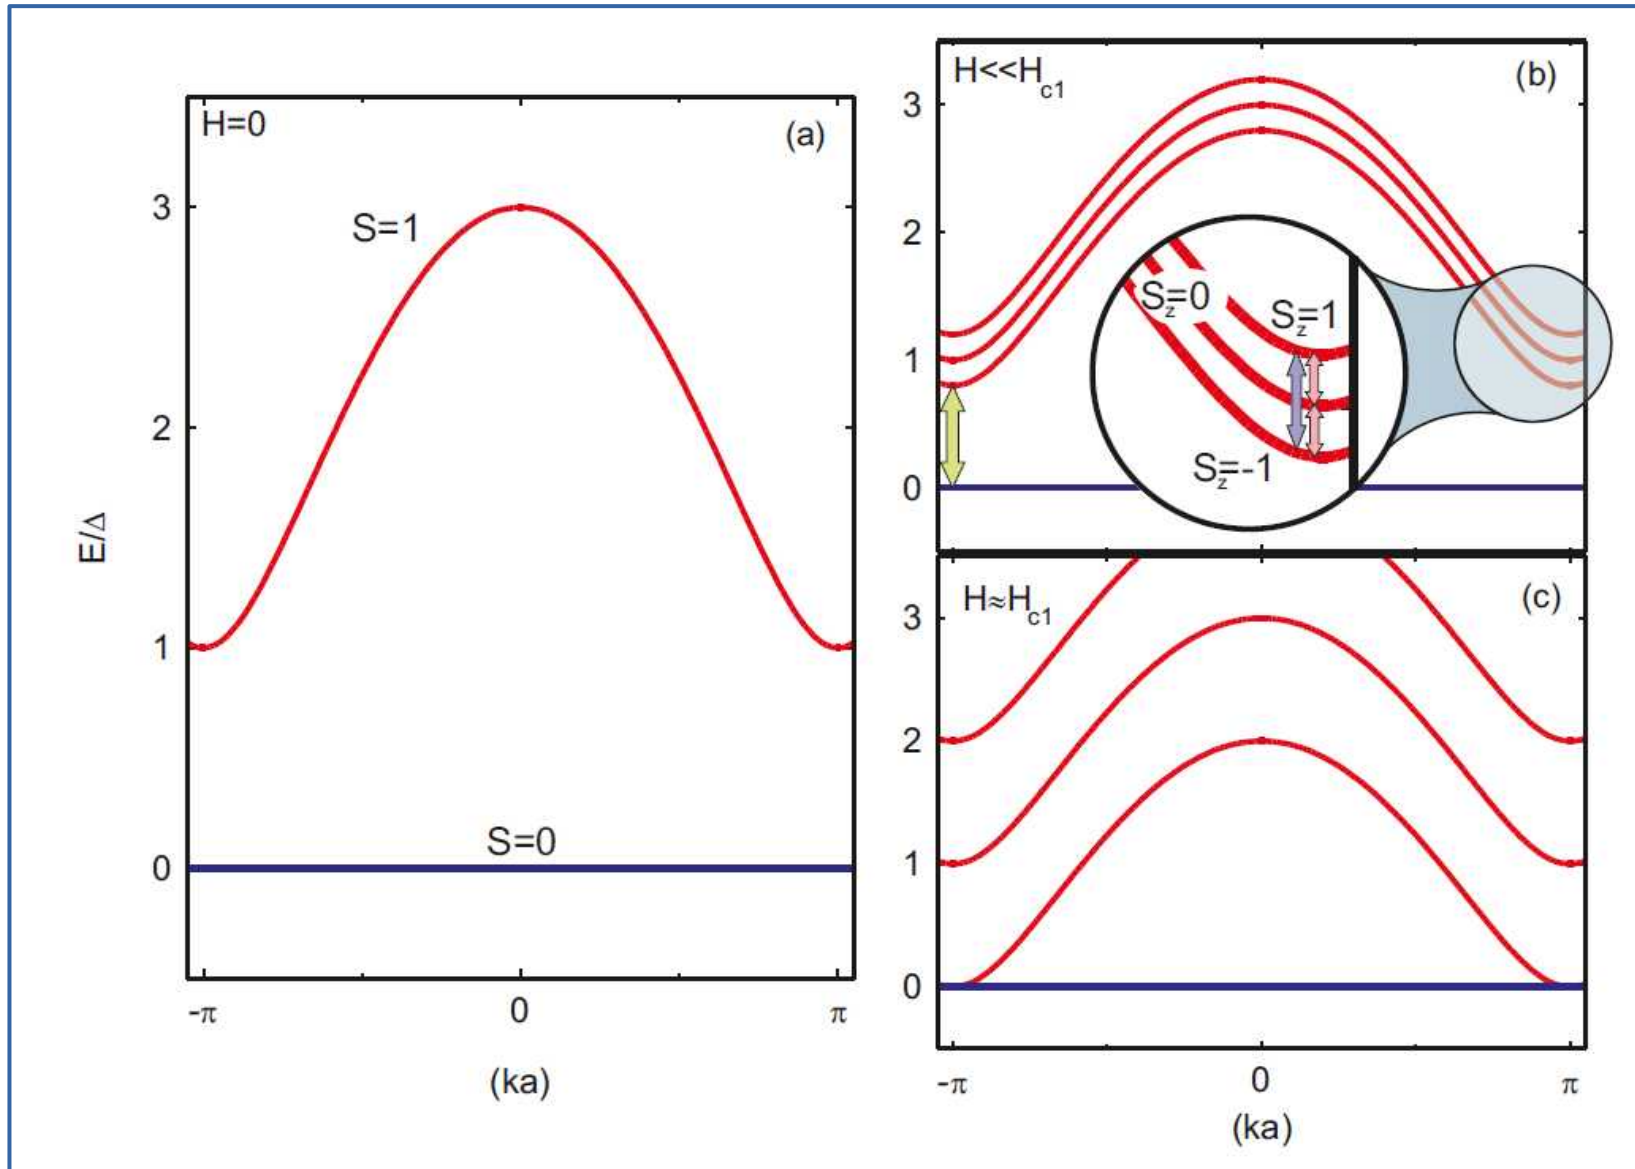 H=0
(a)
3
S=1
2
1
S=0
0
E/Δ
-π
0
π
(ka)
H<<Hc1
(b)
3
2
Sz=0
Sz=1
1
Sz=-1
0
H≈Hc1
(c)
3
2
1
0
-π
0
π
(ka)